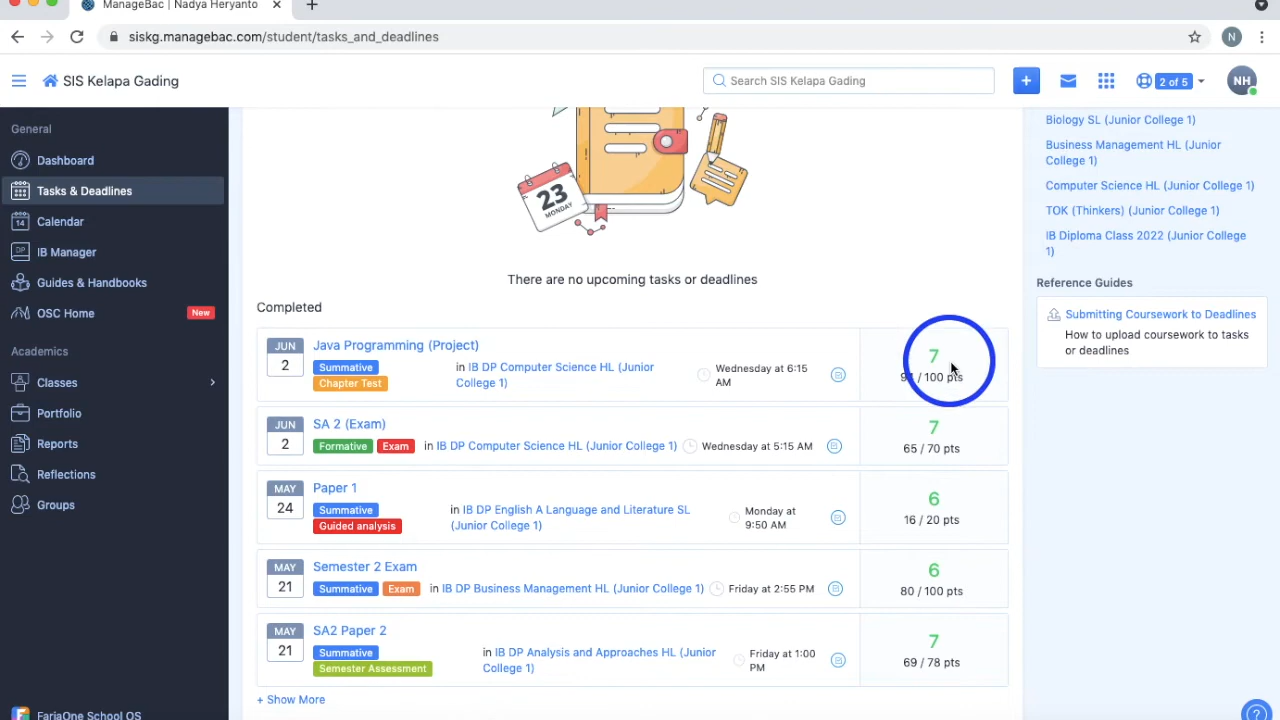 ManageBac | Nadya Heryanto
siskg.managebac.com/student/tasks_and_deadlines
N
SIS Kelapa Gading
Search SIS Kelapa Gading
2 of 5
NH
General
Dashboard
Tasks & Deadlines
14
Calendar
DP
IB Manager
Guides & Handbooks
OSC Home
New
Academics
Classes
Portfolio
Reports
Reflections
Groups
FariaOne School OS
23
MONDAY
There are no upcoming tasks or deadlines
Completed
JUN
2
Java Programming (Project)
Summative
Chapter Test
in IB DP Computer Science HL (Junior
College 1)
Wednesday at 6:15
AM
7
/ 100 pts
JUN
2
SA 2 (Exam)
Formative
Exam
in IB DP Computer Science HL (Junior College 1)
Wednesday at 5:15 AM
7
65 / 70 pts
MAY
24
Paper 1
Summative
Guided analysis
in IB DP English A Language and Literature SL
(Junior College 1)
Monday at
9:50 AM
6
16 / 20 pts
MAY
21
Semester 2 Exam
Summative
Exam
in IB DP Business Management HL (Junior College 1)
Friday at 2:55 PM
6
80 / 100 pts
MAY
21
SA2 Paper 2
Summative
Semester Assessment
in IB DP Analysis and Approaches HL (Junior
College 1)
Friday at 1:00
PM
7
69 / 78 pts
+ Show More
Biology SL (Junior College 1)
Business Management HL (Junior
College 1)
Computer Science HL (Junior College 1)
TOK (Thinkers) (Junior College 1)
IB Diploma Class 2022 (Junior College
1)
Reference Guides
Submitting Coursework to Deadlines
How to upload coursework to tasks
or deadlines
?